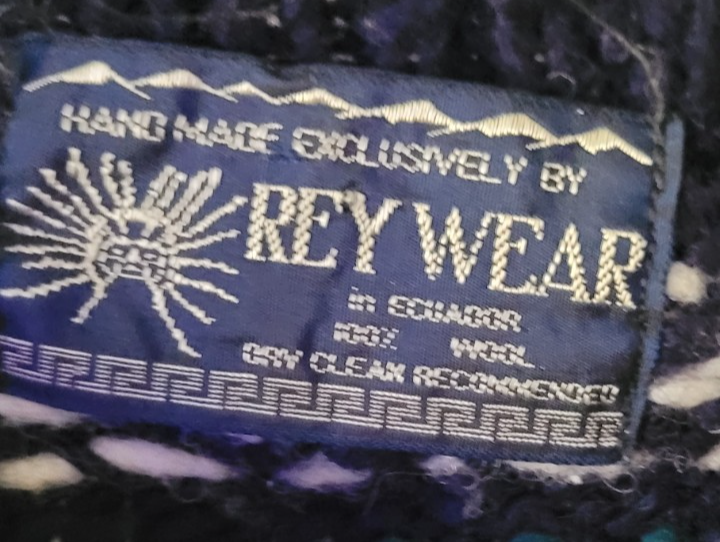 HAND MADE EXCLUSIVELY BY
REY WEAR
in ECUADOR
100% WOOL
DRY CLEAN RECOMMENDED